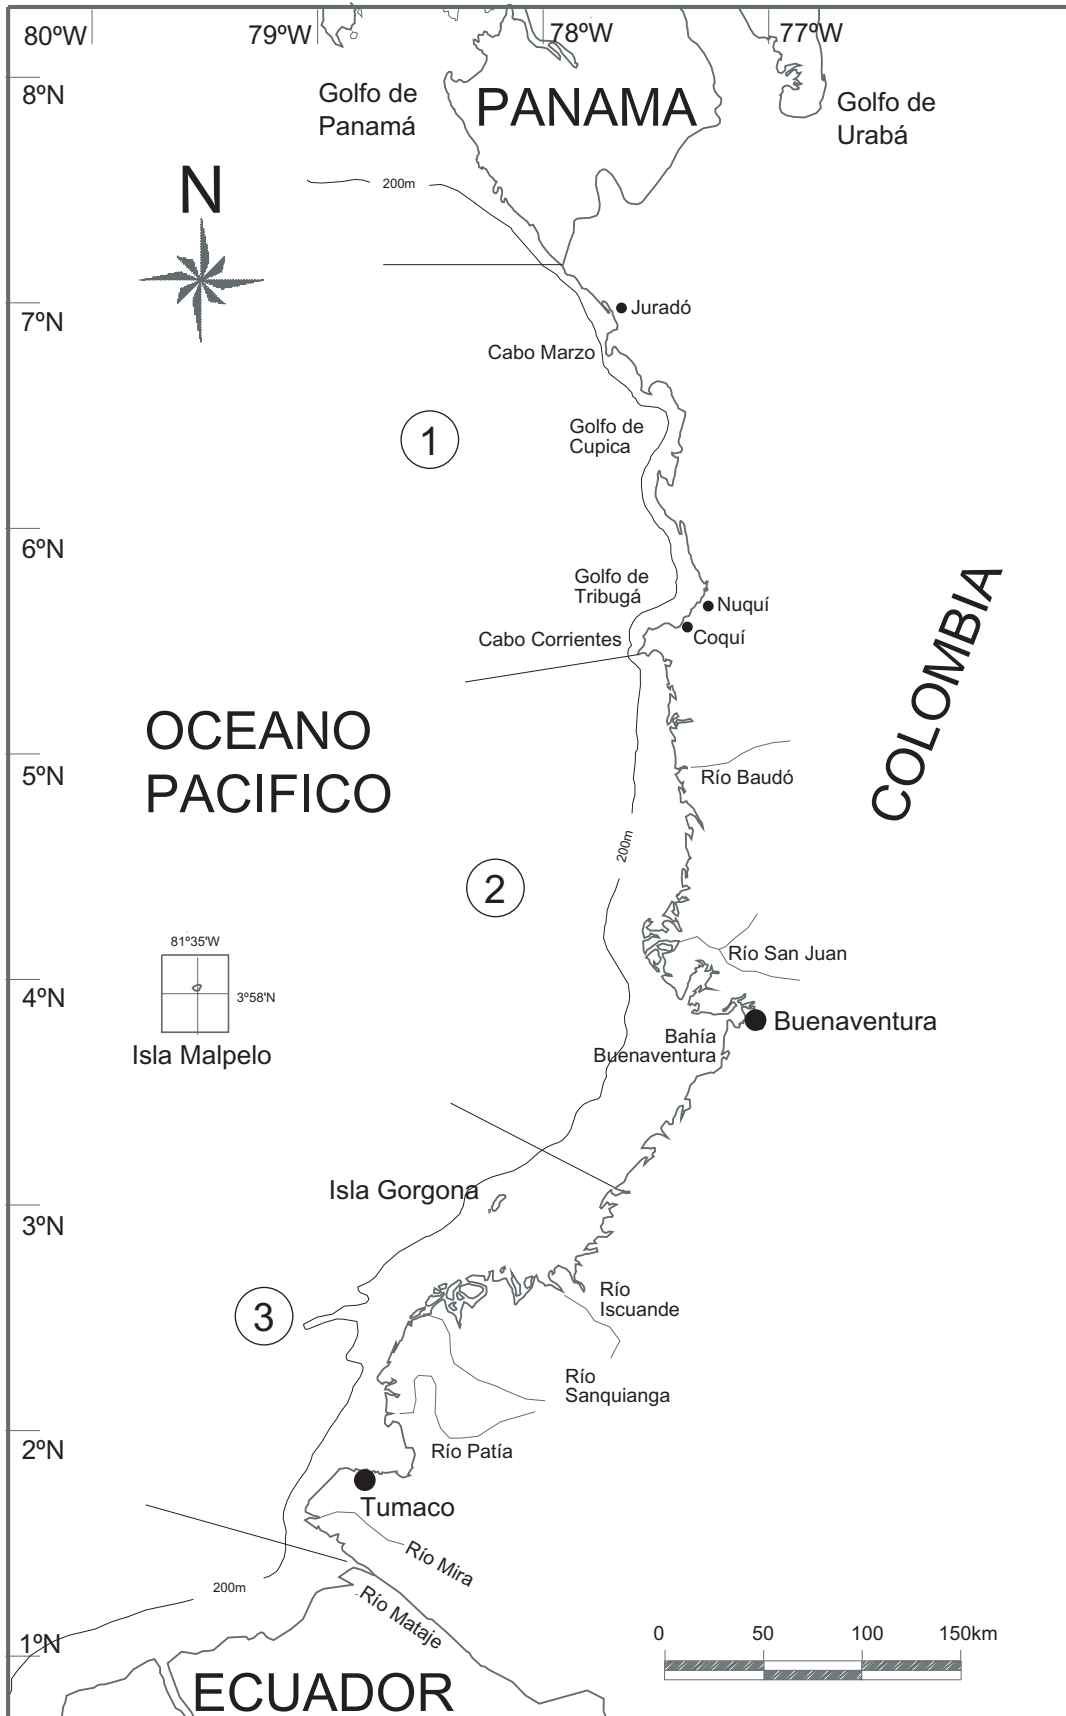 80ºW
79ºW
78ºW
77ºW
8ºN
Golfo de
Panamá
PANAMA
Golfo de
Urabá
N
200m
7ºN
Juradó
Cabo Marzo
1
Golfo de
Cupica
6ºN
Golfo de
Tribugá
Nuquí
Cabo Corrientes
Coquí
COLOMBIA
OCEANO
PACIFICO
5ºN
Río Baudó
200m
2
81º35'W
Río San Juan
4ºN
3º58'N
Buenaventura
Isla Malpelo
Bahía
Buenaventura
Isla Gorgona
3ºN
3
Río
Iscuande
Río
Sanquianga
2ºN
Río Patía
Tumaco
Río Mira
200m
Río Mataje
1ºN
0
50
100
150km
ECUADOR